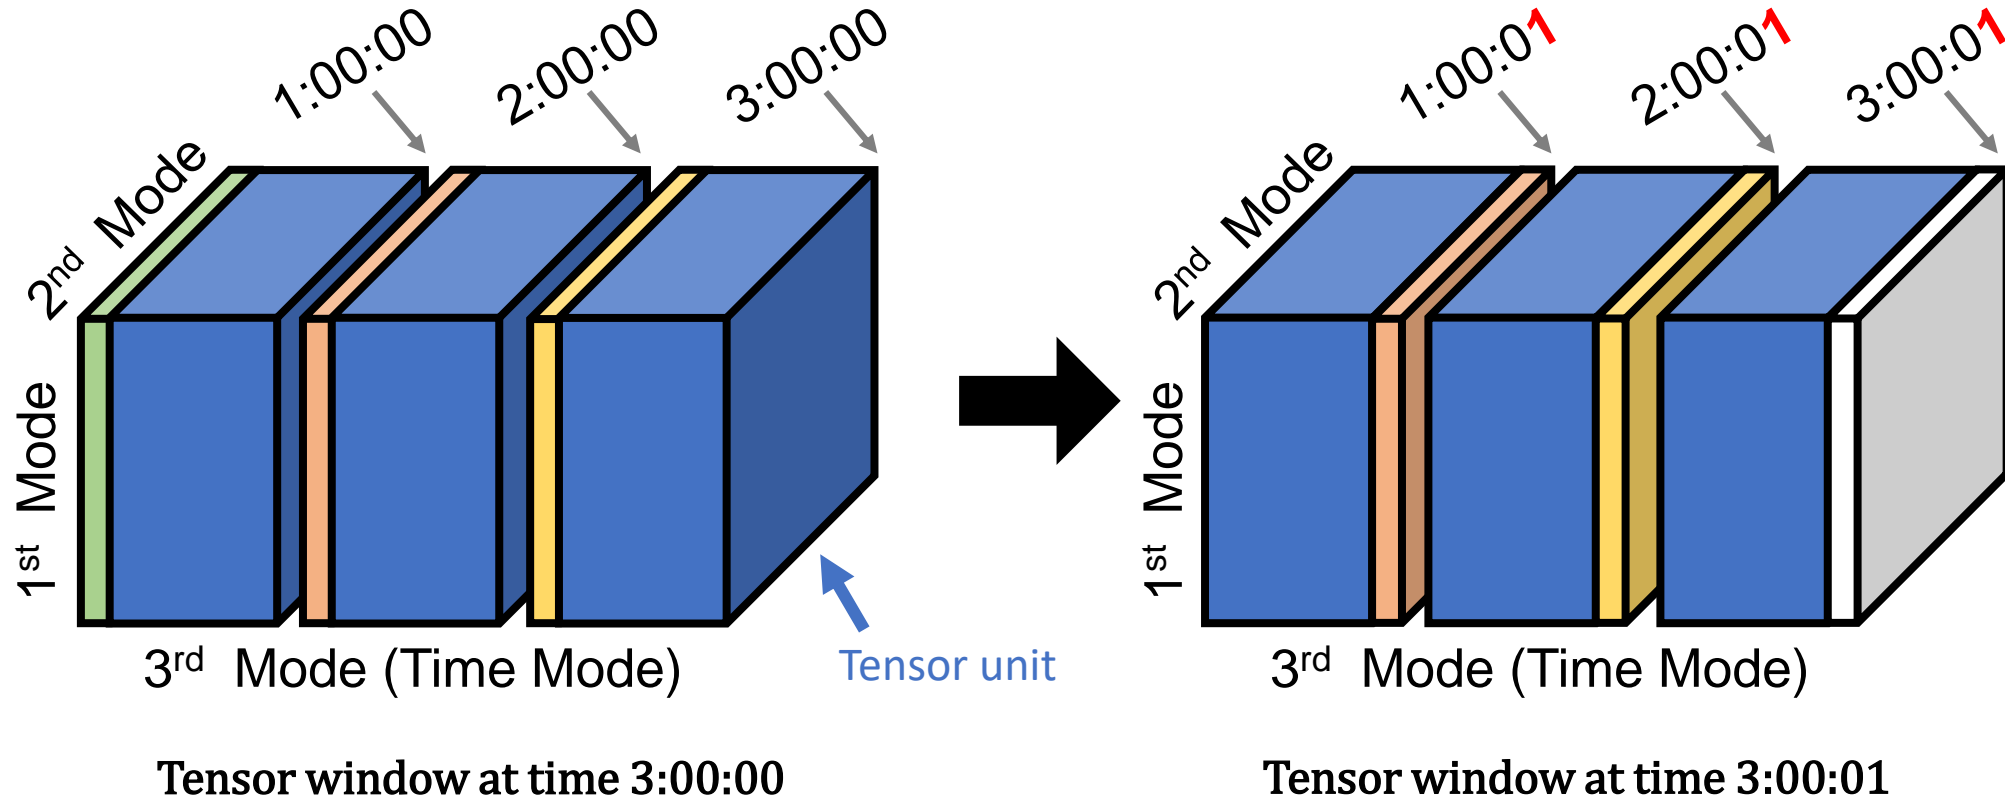 1:00:00
2:00:00
3:00:00
2nd Mode
1st Mode
3rd Mode (Time Mode)
Tensor unit
Tensor window at time 3:00:00
1:00:01
2:00:01
3:00:01
2nd Mode
1st Mode
3rd Mode (Time Mode)
Tensor window at time 3:00:01